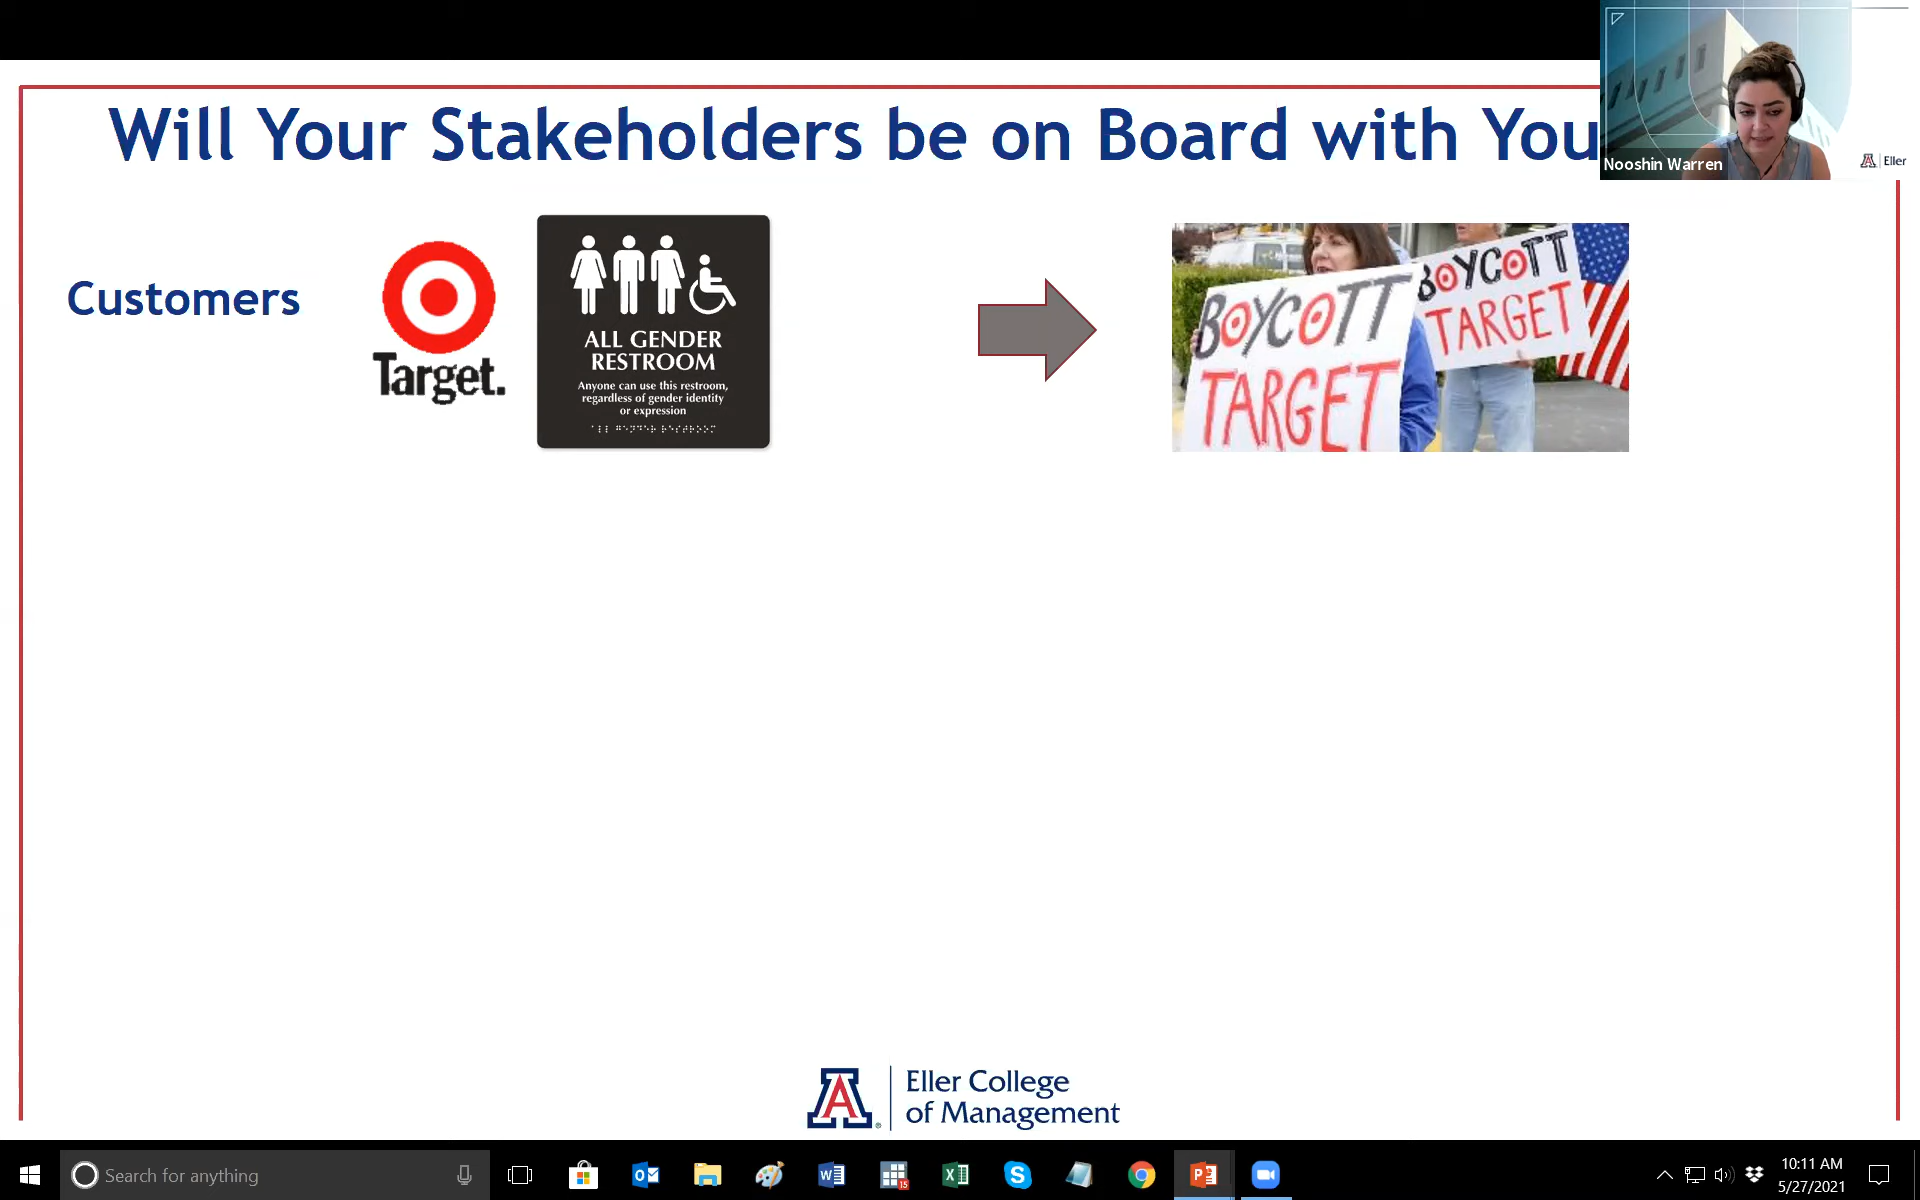 Will Your Stakeholders be on Board with You
Nooshin Warren
Eller
Customers
Target.
ALL GENDER
RESTROOM
Anyone can use this restroom,
regardless of gender identity
or expression
BOYCOTT
TARGET
BOYCOTT
TARGET
Eller College
of Management
Search for anything
15
10:11 AM
5/27/2021